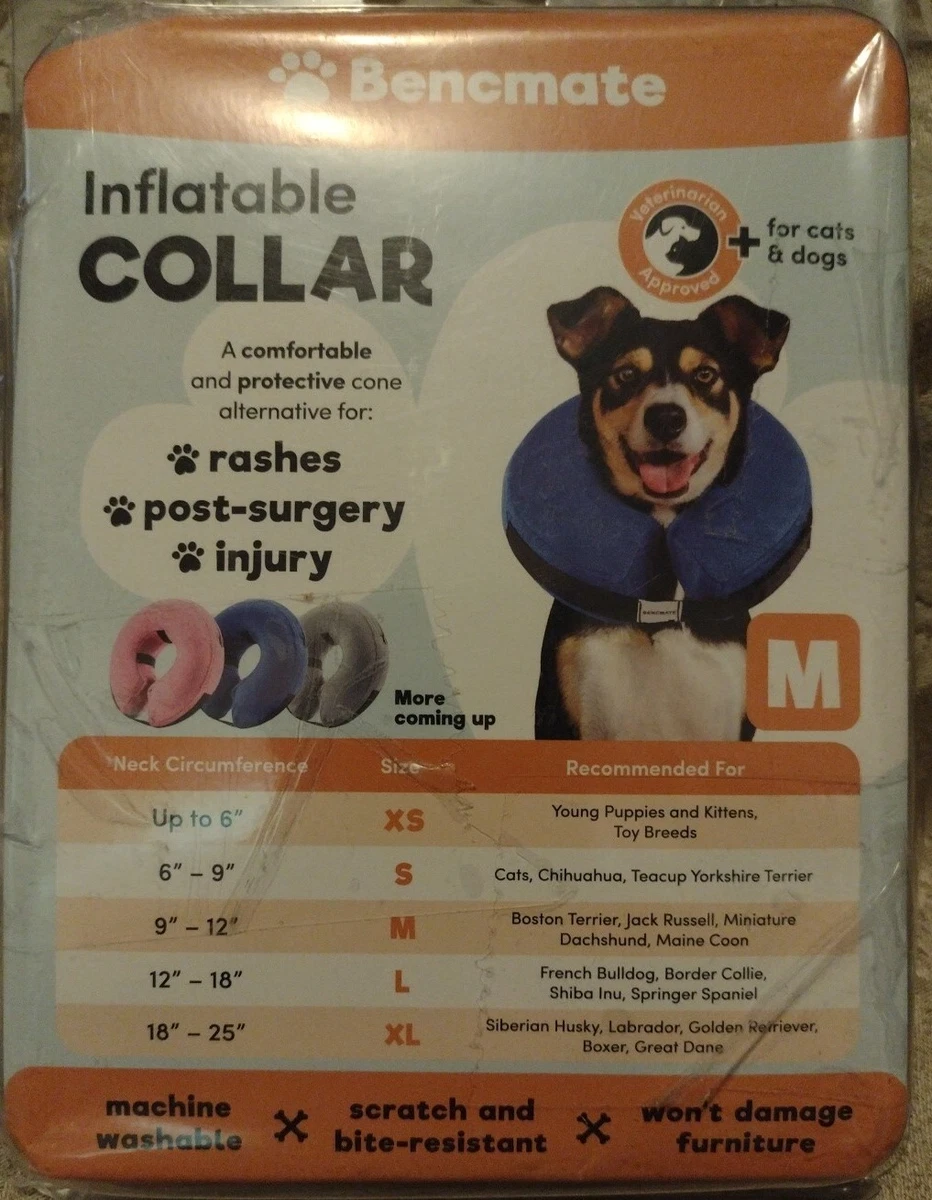 Bencmate
Inflatable
COLLAR
Veterinarian
Approved
+ for cats
& dogs
A comfortable
and protective cone
alternative for:
rashes
post-surgery
injury
BENCMATE
More
coming up
M
*Neck Circumference Size Recommended For
Up to 6" XS Young Puppies and Kittens,
Toy Breeds
6" – 9" S Cats, Chihuahua, Teacup Yorkshire Terrier
9" – 12" M Boston Terrier, Jack Russell, Miniature
Dachshund, Maine Coon
12" – 18" L French Bulldog, Border Collie,
Shiba Inu, Springer Spaniel
18" – 25" XL Siberian Husky, Labrador, Golden Retriever,
Boxer, Great Dane
machine
washable
scratch and
bite-resistant
won't damage
furniture